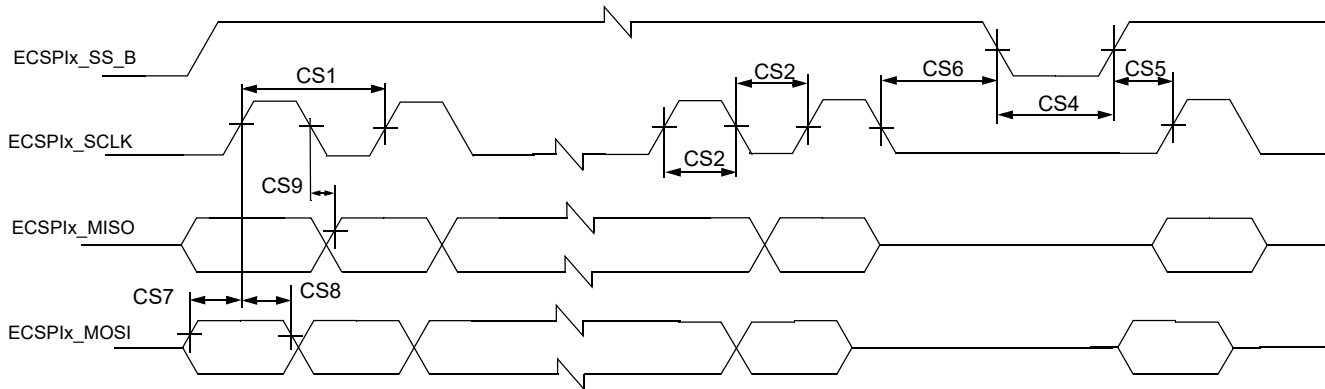 ECSPIx_SS_B
CS1
CS2
CS6
CS5
CS4
ECSPIx_SCLK
CS2
CS9
ECSPIx_MISO
CS7
CS8
ECSPIx_MOSI